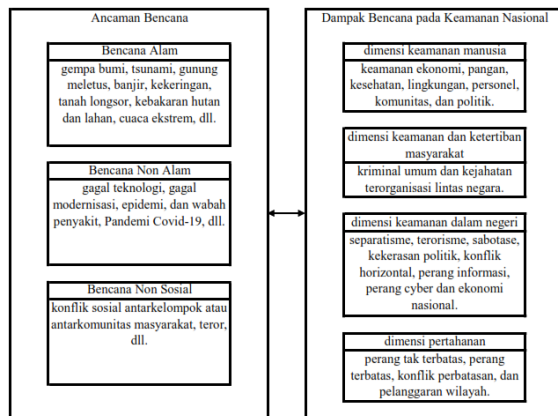 Ancaman Bencana
Bencana Alam
gempa bumi, tsunami, gunung
meletus, banjir, kekeringan,
tanah longsor, kebakaran hutan
dan lahan, cuaca ekstrem, dll.
Bencana Non Alam
gagal teknologi, gagal
modernisasi, epidemi, dan wabah
penyakit, Pandemi Covid-19, dll.
Bencana Non Sosial
konflik sosial antarkelompok atau
antarkomunitas masyarakat, teror,
dll.
Dampak Bencana pada Keamanan Nasional
dimensi keamanan manusia
keamanan ekonomi, pangan,
kesehatan, lingkungan, personel,
komunitas, dan politik.
dimensi keamanan dan ketertiban
masyarakat
kriminal umum dan kejahatan
terorganisasi lintas negara.
dimensi keamanan dalam negeri
separatisme, terorisme, sabotase,
kekerasan politik, konflik
horizontal, perang informasi,
perang cyber dan ekonomi
nasional.
dimensi pertahanan
perang tak terbatas, perang
terbatas, konflik perbatasan, dan
pelanggaran wilayah.